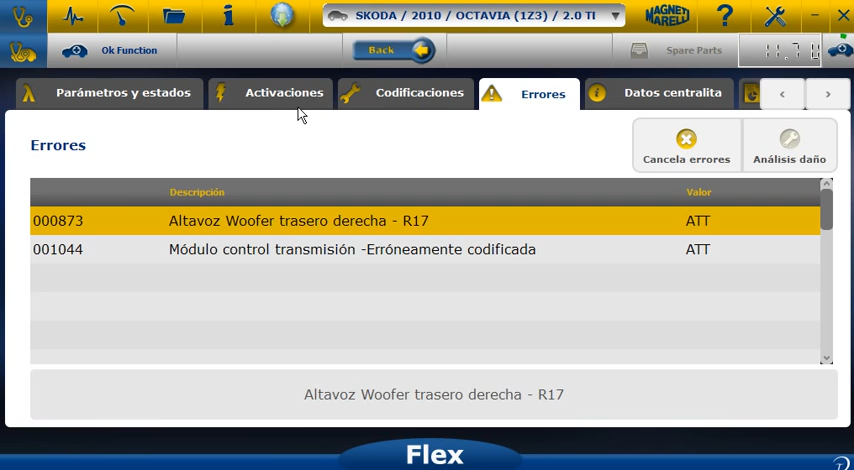 SKODA / 2010 / OCTAVIA (1Z3) / 2.0 TI
MAGNETI MARELLI
?
Ok Function
Back
Spare Parts
Parámetros y estados
Activaciones
Codificaciones
Errores
Datos centralita
Errores
Cancela errores
Análisis daño
Descripción
Valor
000873
Altavoz Woofer trasero derecha - R17
ATT
001044
Módulo control transmisión -Erróneamente codificada
ATT
Altavoz Woofer trasero derecha - R17
Flex